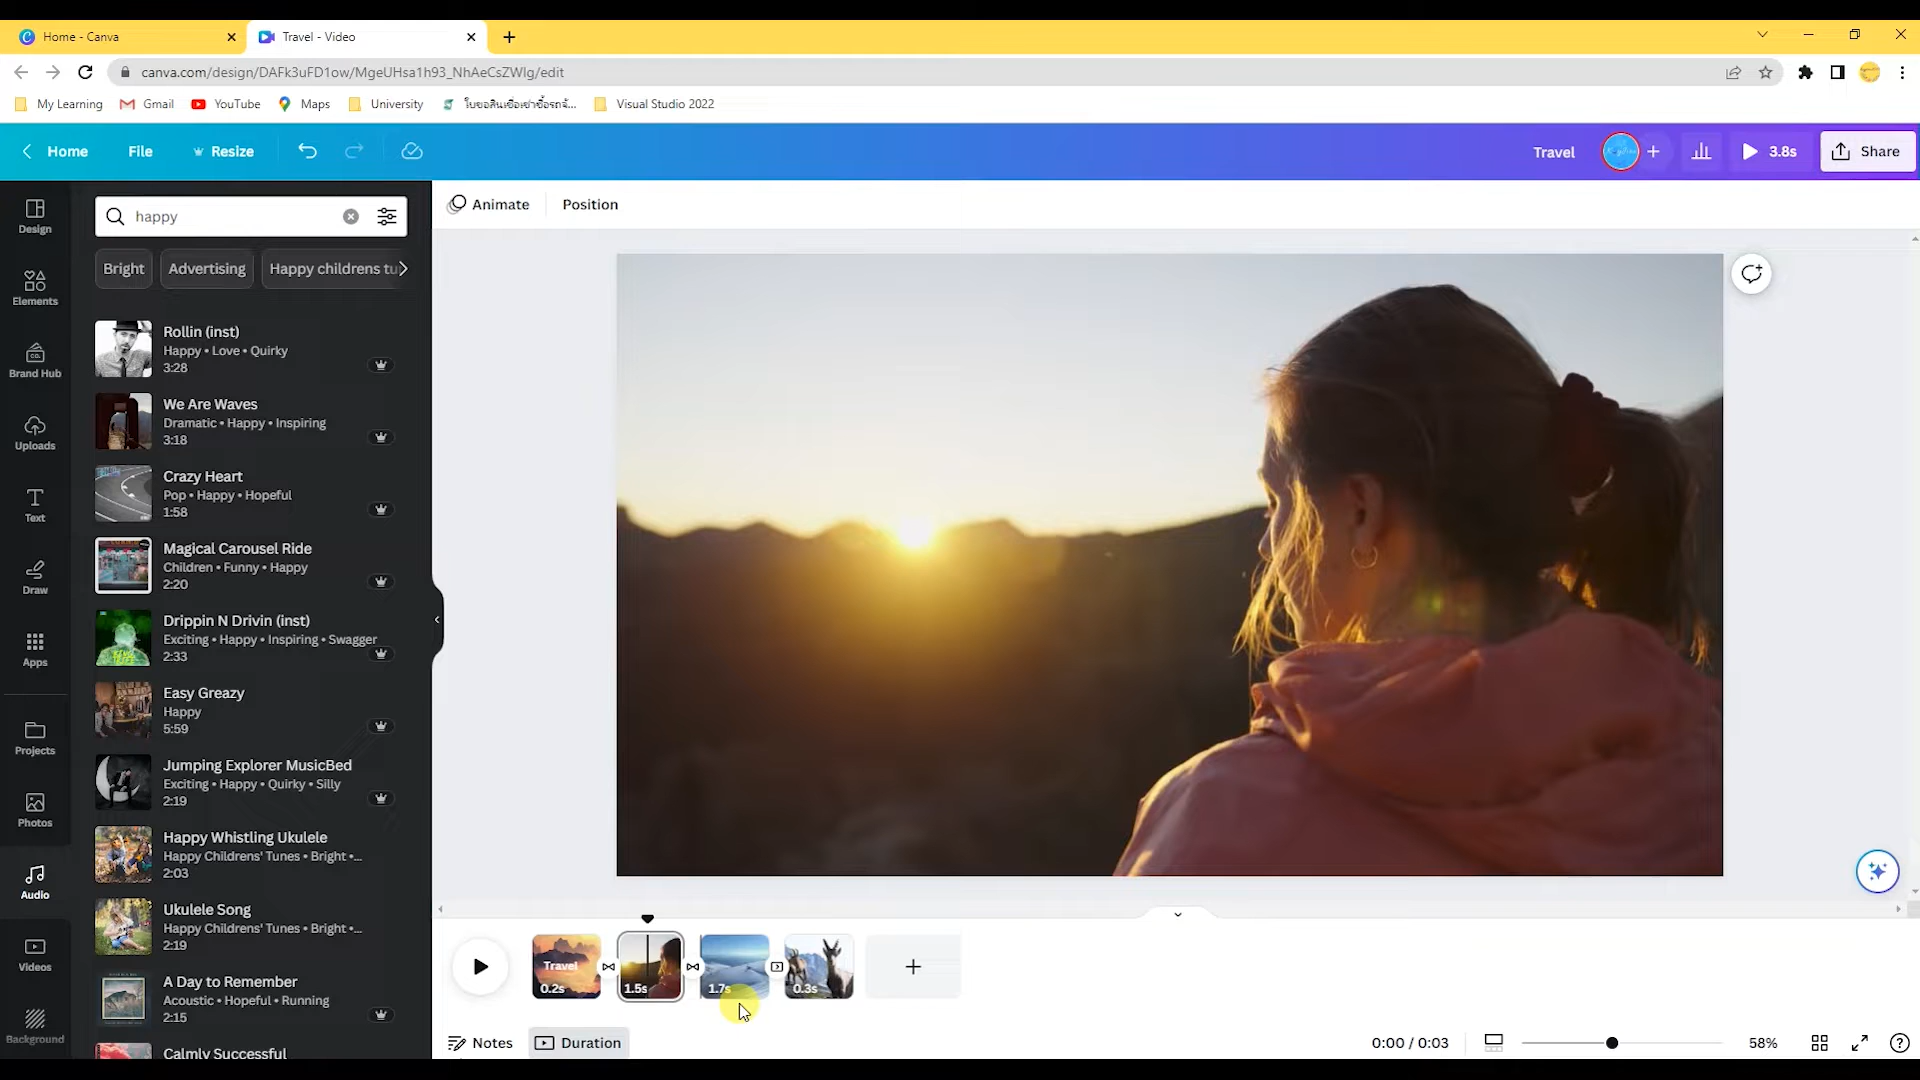 Home - Canva
Travel - Video
canva.com/design/DAFk3uFD1ow/MgeUHsa1h93_NhAeCsZWlg/edit
My Learning
Gmail
YouTube
Maps
University
Visual Studio 2022
Home
File
Resize
Travel
3.8s
Share
Design
Elements
Brand Hub
Uploads
Text
Draw
Apps
Projects
Photos
Audio
Videos
Background
happy
Bright
Advertising
Happy childrens tu
Rollin (inst)
Happy • Love • Quirky
3:28
We Are Waves
Dramatic • Happy • Inspiring
3:18
Crazy Heart
Pop • Happy • Hopeful
1:58
Magical Carousel Ride
Children • Funny • Happy
2:20
Drippin N Drivin (inst)
Exciting • Happy • Inspiring • Swagger
2:33
Easy Greazy
Happy
5:59
Jumping Explorer MusicBed
Exciting • Happy • Quirky • Silly
2:19
Happy Whistling Ukulele
Happy Childrens' Tunes • Bright •...
2:03
Ukulele Song
Happy Childrens' Tunes • Bright •...
2:19
A Day to Remember
Acoustic • Hopeful • Running
2:15
Calmly Successful
Animate
Position
Travel
0.2s
1.5s
1.7s
0.3s
Notes
Duration
0:00 / 0:03
58%